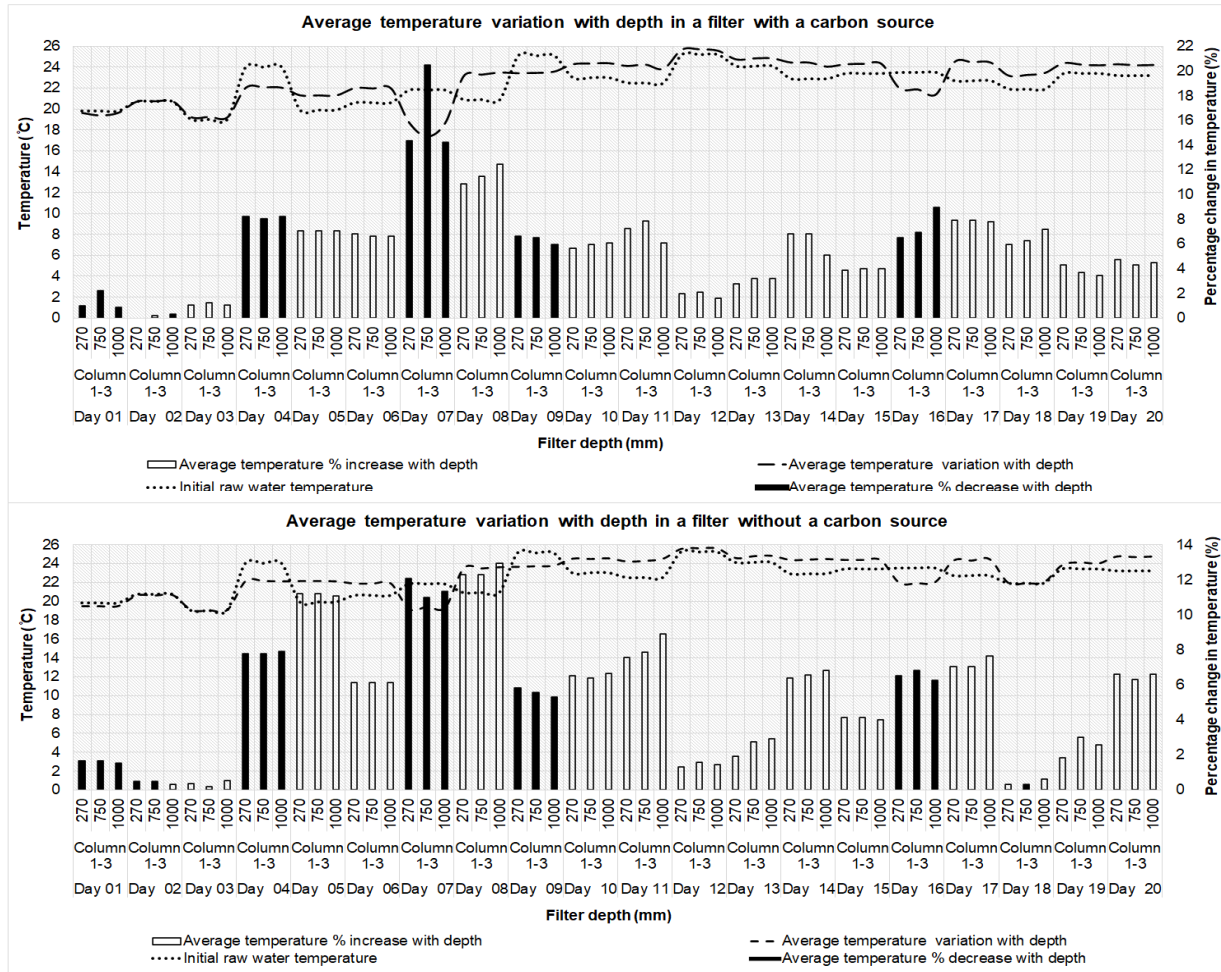 Average temperature variation with depth in a filter with a carbon source
Temperature (℃)
26
24
22
20
18
16
14
12
10
8
6
4
2
0
Percentage change in temperature (%)
22
20
18
16
14
12
10
8
6
4
2
0
270 750 1000 270 750 1000 270 750 1000 270 750 1000 270 750 1000 270 750 1000 270 750 1000 270 750 1000 270 750 1000 270 750 1000 270 750 1000 270 750 1000 270 750 1000 270 750 1000 270 750 1000 270 750 1000 270 750 1000 270 750 1000 270 750 1000 270 750 1000
Column Column Column Column Column Column Column Column Column Column Column Column Column Column Column Column Column Column Column Column
1-3 1-3 1-3 1-3 1-3 1-3 1-3 1-3 1-3 1-3 1-3 1-3 1-3 1-3 1-3 1-3 1-3 1-3 1-3 1-3
Day 01 Day 02 Day 03 Day 04 Day 05 Day 06 Day 07 Day 08 Day 09 Day 10 Day 11 Day 12 Day 13 Day 14 Day 15 Day 16 Day 17 Day 18 Day 19 Day 20
Filter depth (mm)
Average temperature % increase with depth
Average temperature variation with depth
Initial raw water temperature
Average temperature % decrease with depth
Average temperature variation with depth in a filter without a carbon source
Temperature (℃)
26
24
22
20
18
16
14
12
10
8
6
4
2
0
Percentage change in temperature (%)
14
12
10
8
6
4
2
0
270 750 1000 270 750 1000 270 750 1000 270 750 1000 270 750 1000 270 750 1000 270 750 1000 270 750 1000 270 750 1000 270 750 1000 270 750 1000 270 750 1000 270 750 1000 270 750 1000 270 750 1000 270 750 1000 270 750 1000 270 750 1000 270 750 1000 270 750 1000
Column Column Column Column Column Column Column Column Column Column Column Column Column Column Column Column Column Column Column Column
1-3 1-3 1-3 1-3 1-3 1-3 1-3 1-3 1-3 1-3 1-3 1-3 1-3 1-3 1-3 1-3 1-3 1-3 1-3 1-3
Day 01 Day 02 Day 03 Day 04 Day 05 Day 06 Day 07 Day 08 Day 09 Day 10 Day 11 Day 12 Day 13 Day 14 Day 15 Day 16 Day 17 Day 18 Day 19 Day 20
Filter depth (mm)
Average temperature % increase with depth
Average temperature variation with depth
Initial raw water temperature
Average temperature % decrease with depth